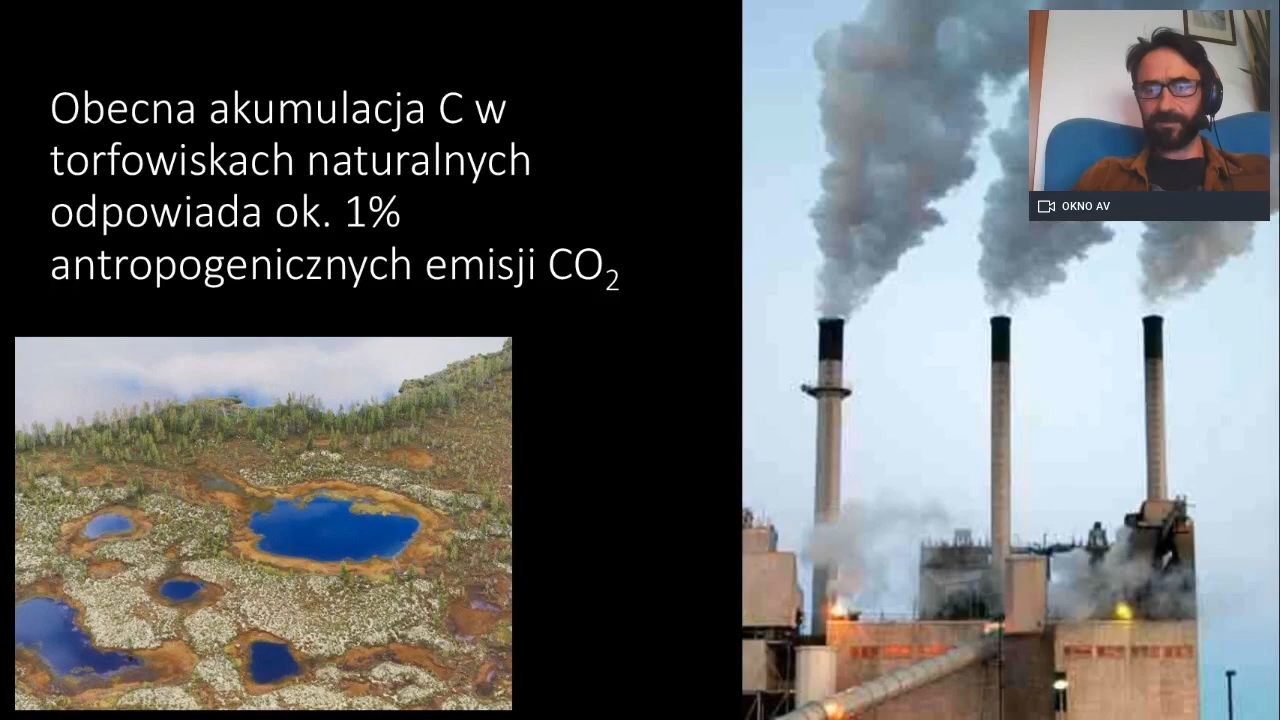 Obecna akumulacja C w
torfowiskach naturalnych
odpowiada ok. 1%
antropogenicznych emisji CO₂
OKNO AV